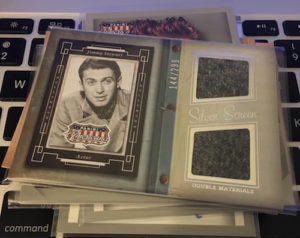 Jimmy Stewart
Actor
144/299
Silver Screen
DOUBLE MATERIALS
command